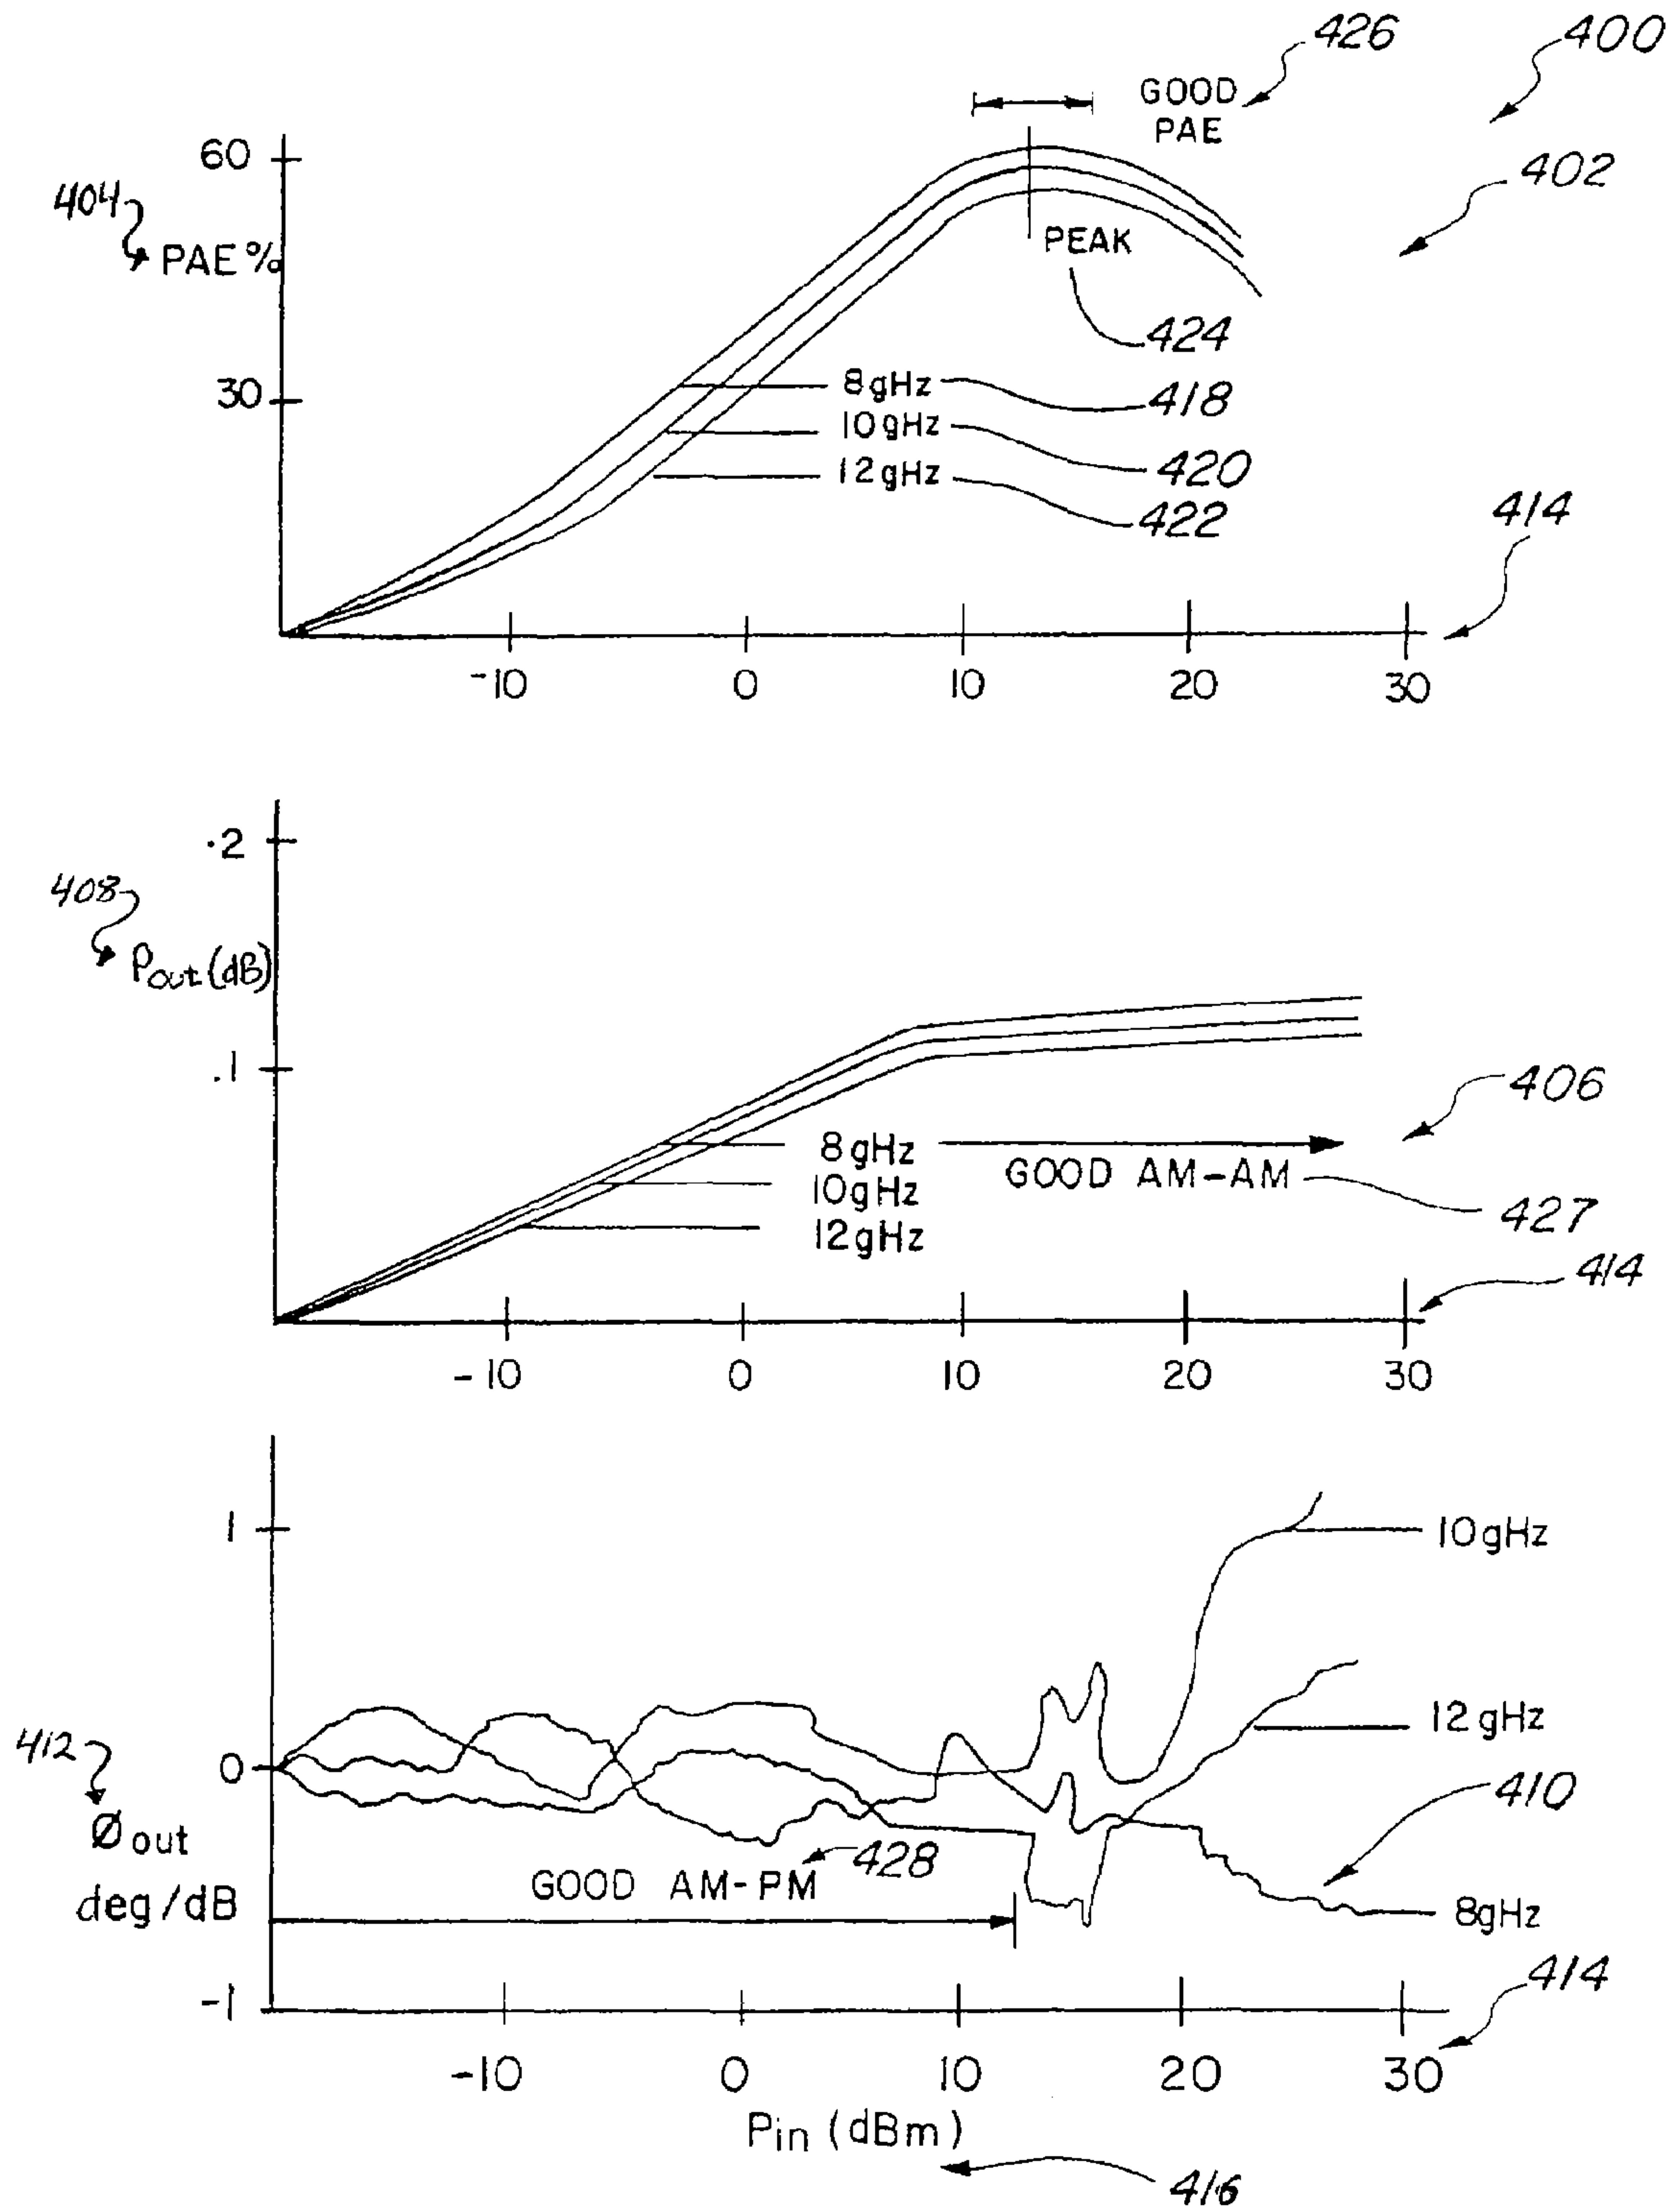 426
400
GOOD
PAE
402
60
404
PAE %
PEAK
424
30
8gHz
418
10gHz
420
12gHz
422
414
-10 0 10 20 30
.2
408
Pout (dB)
.1
406
8gHz
GOOD AM-AM
10gHz
427
12gHz
414
-10 0 10 20 30
1
10gHz
12gHz
412
0
410
Øout
428
deg/dB
GOOD AM-PM
8gHz
414
-1
-10 0 10 20 30
Pin (dBm)
416